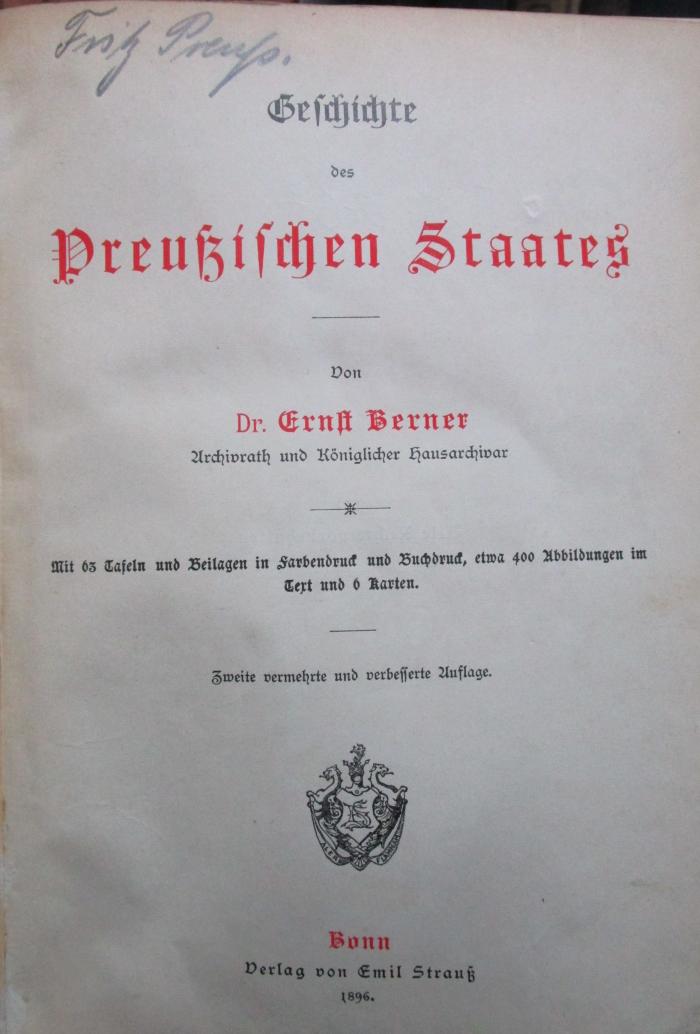 Fritz Preuß.
Geschichte
des
Preußischen Staates
Von
Dr. Ernst Berner
Archivrath und Königlicher Hausarchivar
Mit 63 Tafeln und Beilagen in Farbendruck und Buchdruck, etwa 400 Abbildungen im
Text und 6 Karten.
Zweite vermehrte und verbesserte Auflage.
Bonn
Verlag von Emil Strauß
1896.